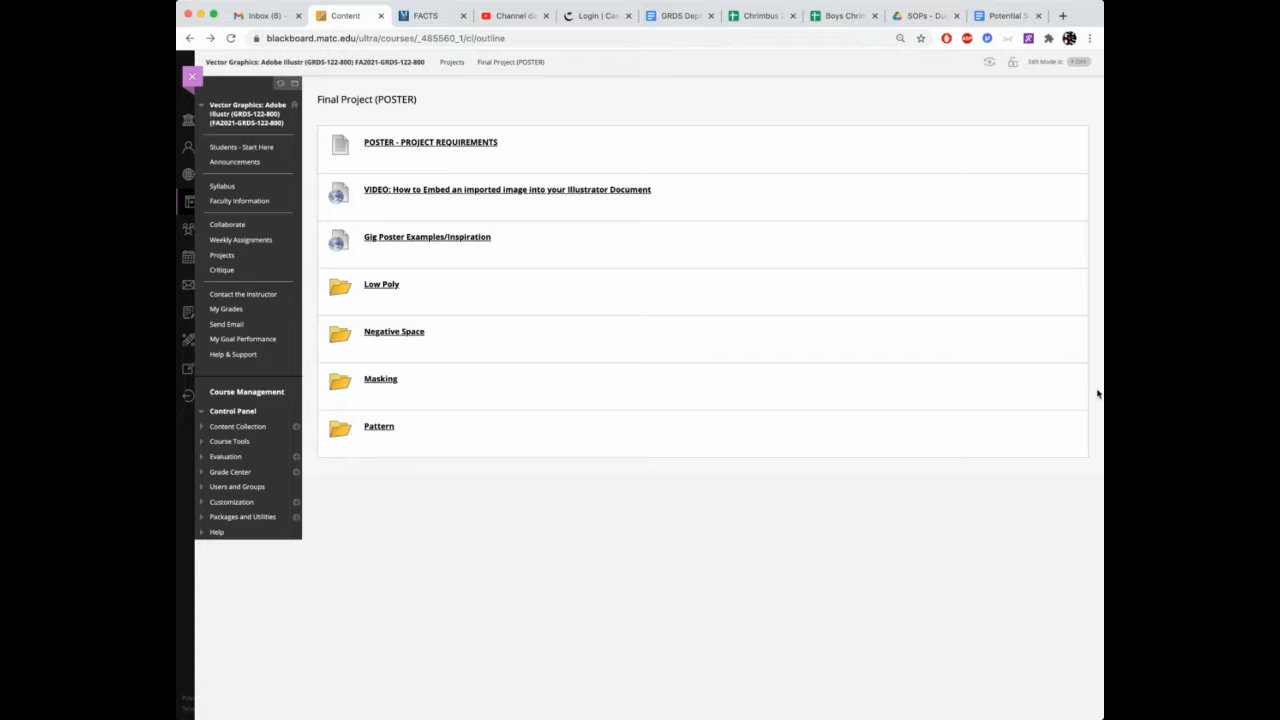 Inbox (6)
Content
FACTS
Channel da
Login | Can
GRDS Dep
Chrimbus
Boys Chri
SOPs - Du
Potential S
blackboard.matc.edu/ultra/courses/_485560_1/cl/outline
Vector Graphics: Adobe Illustr (GRDS-122-800) FA2021-GRDS-122-800
Projects
Final Project (POSTER)
Edit Mode is:
OFF
Vector Graphics: Adobe
Illustr (GRDS-122-800)
(FA2021-GRDS-122-800)
Students - Start Here
Announcements
Syllabus
Faculty Information
Collaborate
Weekly Assignments
Projects
Critique
Contact the Instructor
My Grades
Send Email
My Goal Performance
Help & Support
Course Management
Control Panel
Content Collection
Course Tools
Evaluation
Grade Center
Users and Groups
Customization
Packages and Utilities
Help
Final Project (POSTER)
POSTER - PROJECT REQUIREMENTS
VIDEO: How to Embed an imported image into your Illustrator Document
Gig Poster Examples/Inspiration
Low Poly
Negative Space
Masking
Pattern